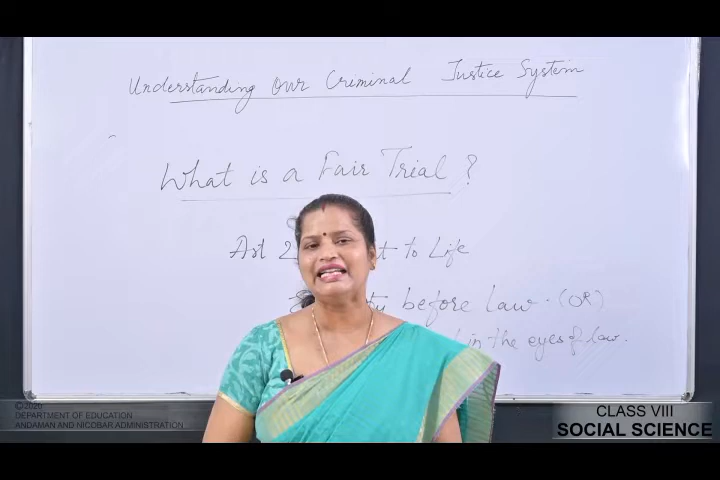 Understanding Our Criminal Justice System
What is a Fair Trial ?
Art 2 t to Life
ty before law. (OR)
in the eyes of law.
©2020
DEPARTMENT OF EDUCATION
ANDAMAN AND NICOBAR ADMINISTRATION
CLASS VIII
SOCIAL SCIENCE